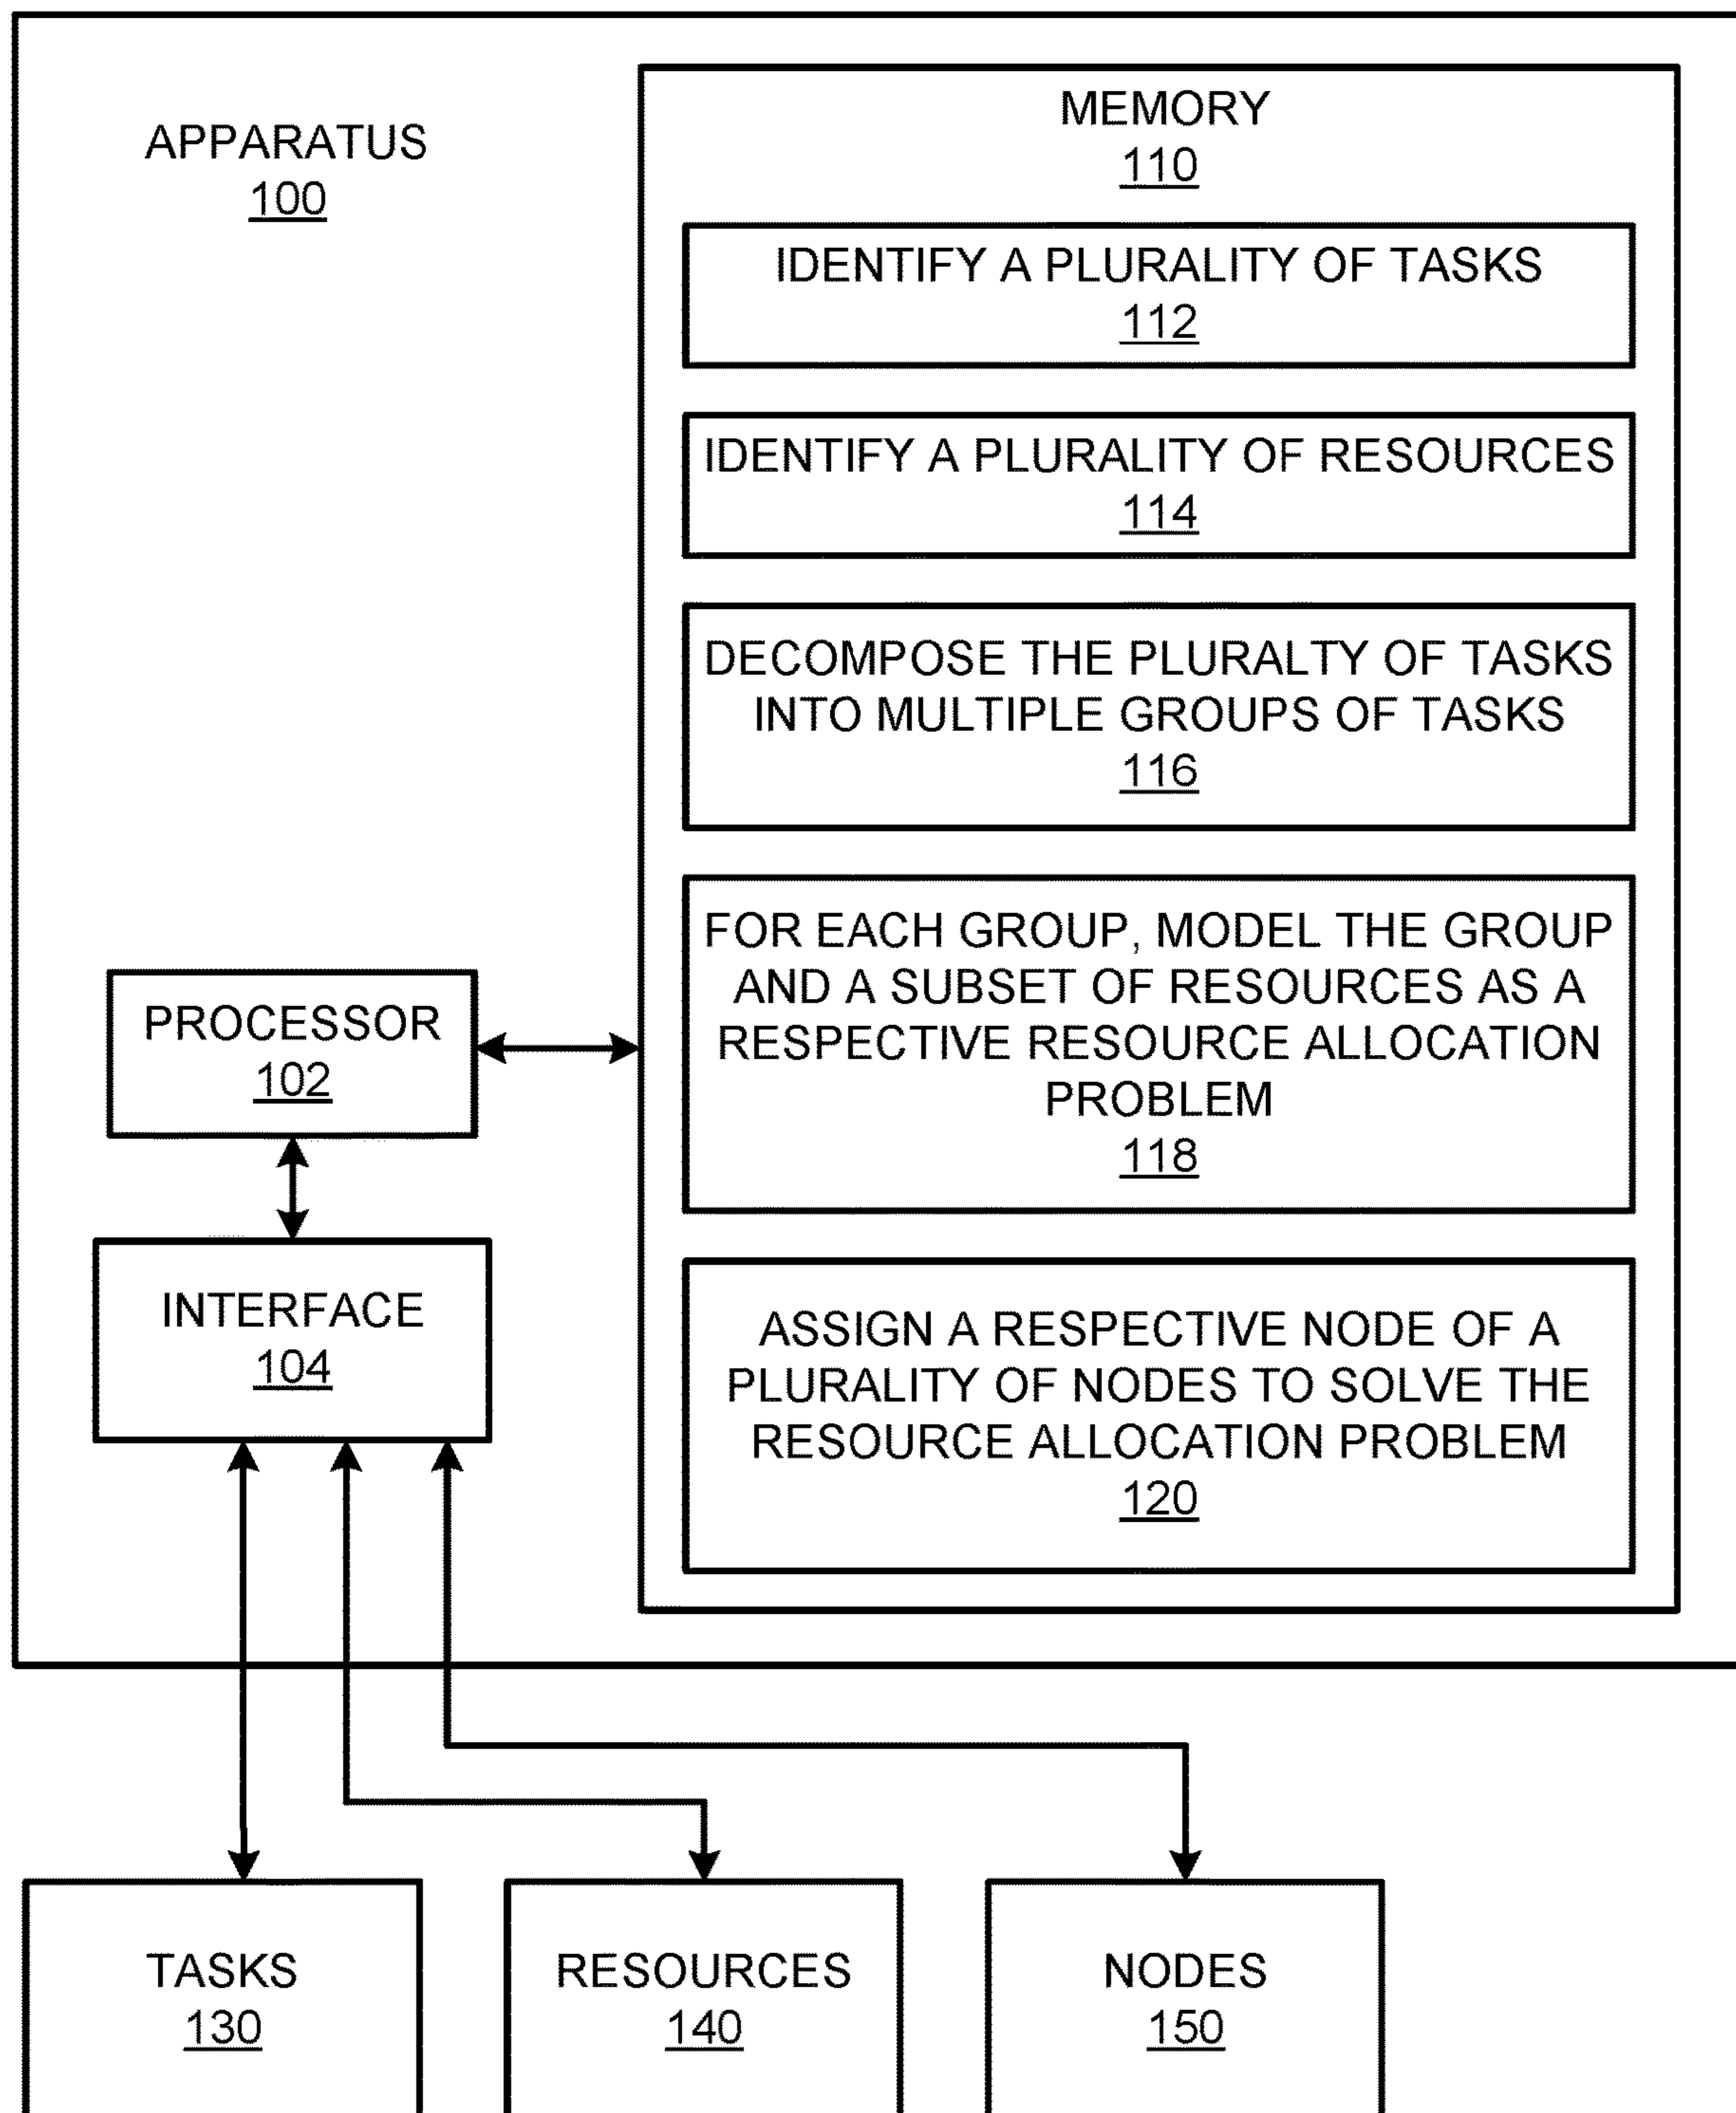 APPARATUS
100
MEMORY
110
IDENTIFY A PLURALITY OF TASKS
112
IDENTIFY A PLURALITY OF RESOURCES
114
DECOMPOSE THE PLURALTY OF TASKS
INTO MULTIPLE GROUPS OF TASKS
116
FOR EACH GROUP, MODEL THE GROUP
AND A SUBSET OF RESOURCES AS A
RESPECTIVE RESOURCE ALLOCATION
PROBLEM
118
PROCESSOR
102
INTERFACE
104
ASSIGN A RESPECTIVE NODE OF A
PLURALITY OF NODES TO SOLVE THE
RESOURCE ALLOCATION PROBLEM
120
TASKS
130
RESOURCES
140
NODES
150